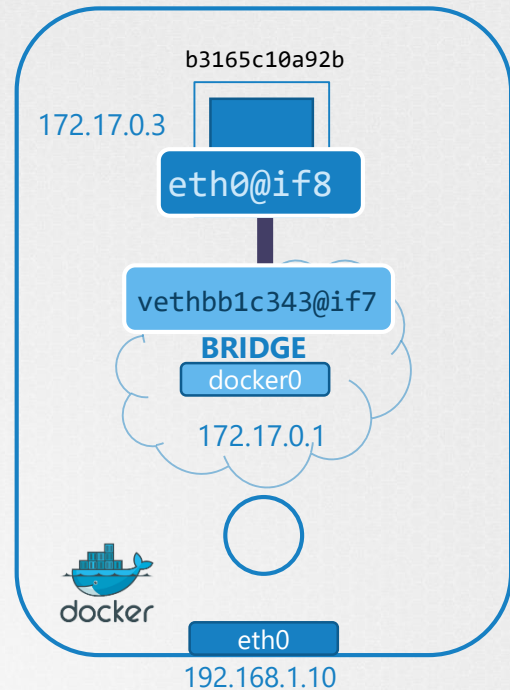 b3165c10a92b
172.17.0.3
eth0@if8
vethbb1c343@if7
BRIDGE
docker0
172.17.0.1
docker
eth0
192.168.1.10